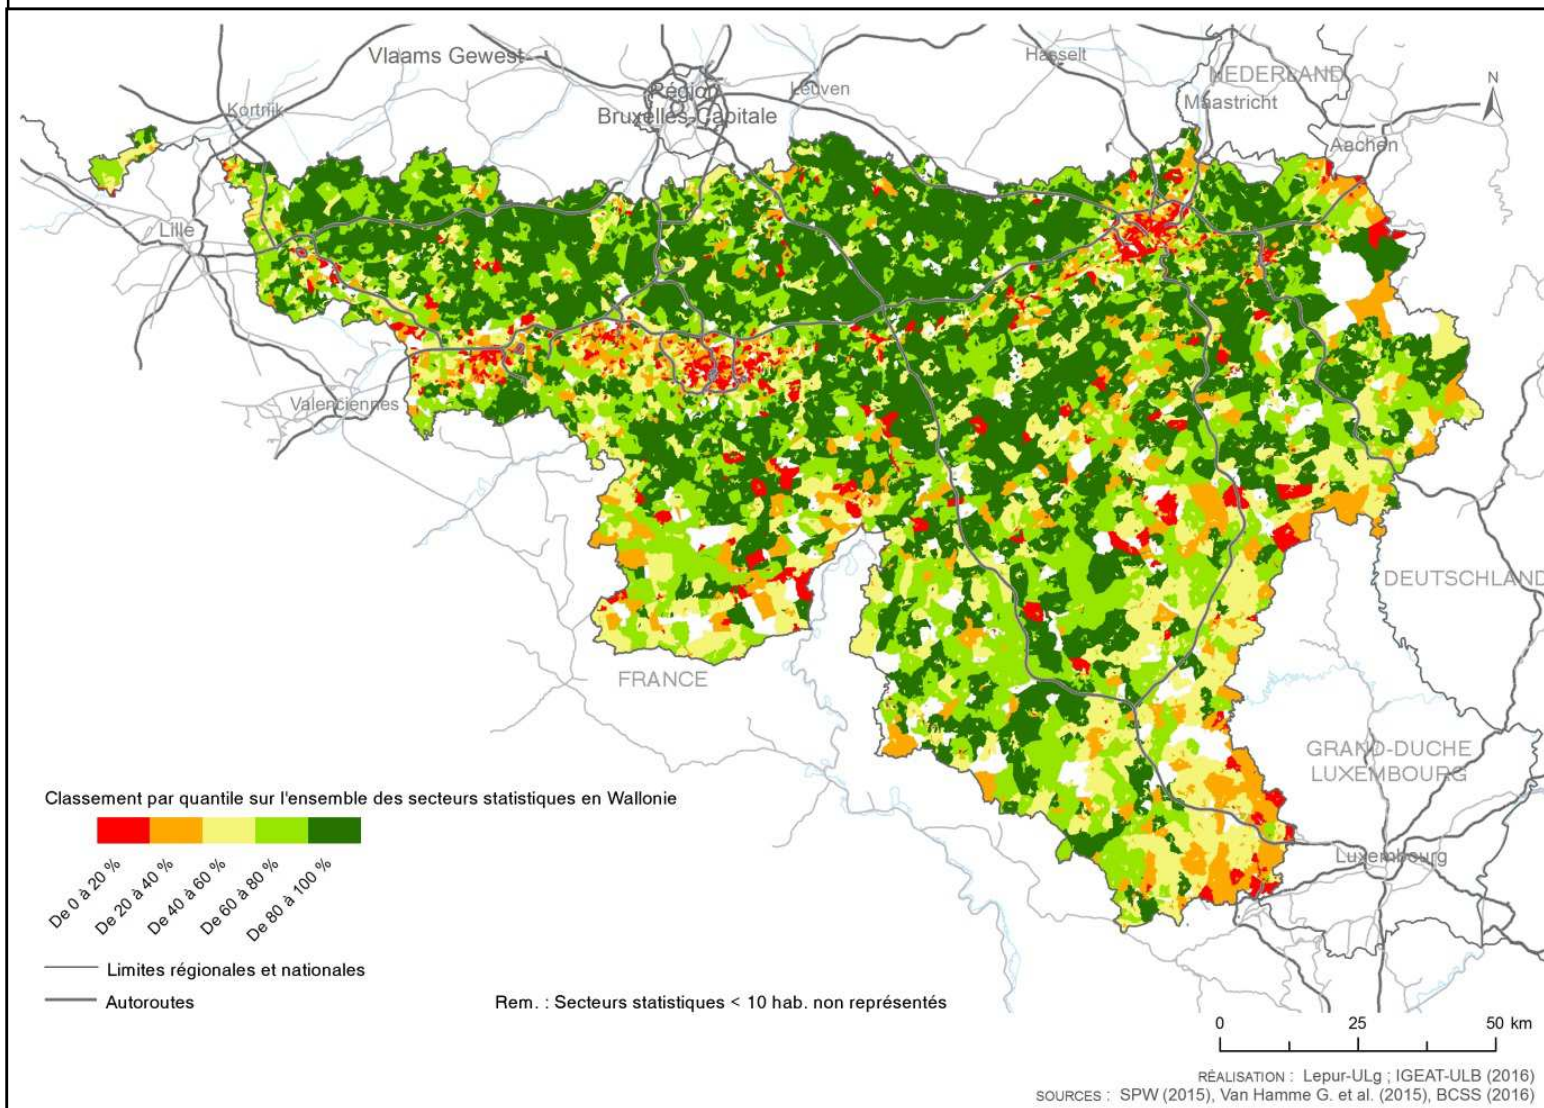 Vlaams Gewest
Hasselt
NEDERLAND
N
Région
Bruxelles-Capitale
Leuven
Maastricht
Kortrijk
Aachen
Lille
Valenciennes
DEUTSCHLAND
FRANCE
GRAND-DUCHE
LUXEMBOURG
Luxembourg
Classement par quantile sur l'ensemble des secteurs statistiques en Wallonie
De 0 à 20 %
De 20 à 40 %
De 40 à 60 %
De 60 à 80 %
De 80 à 100 %
Limites régionales et nationales
Autoroutes
Rem. : Secteurs statistiques < 10 hab. non représentés
0 25 50 km
RÉALISATION : Lepur-ULg ; IGEAT-ULB (2016)
SOURCES : SPW (2015), Van Hamme G. et al. (2015), BCSS (2016)